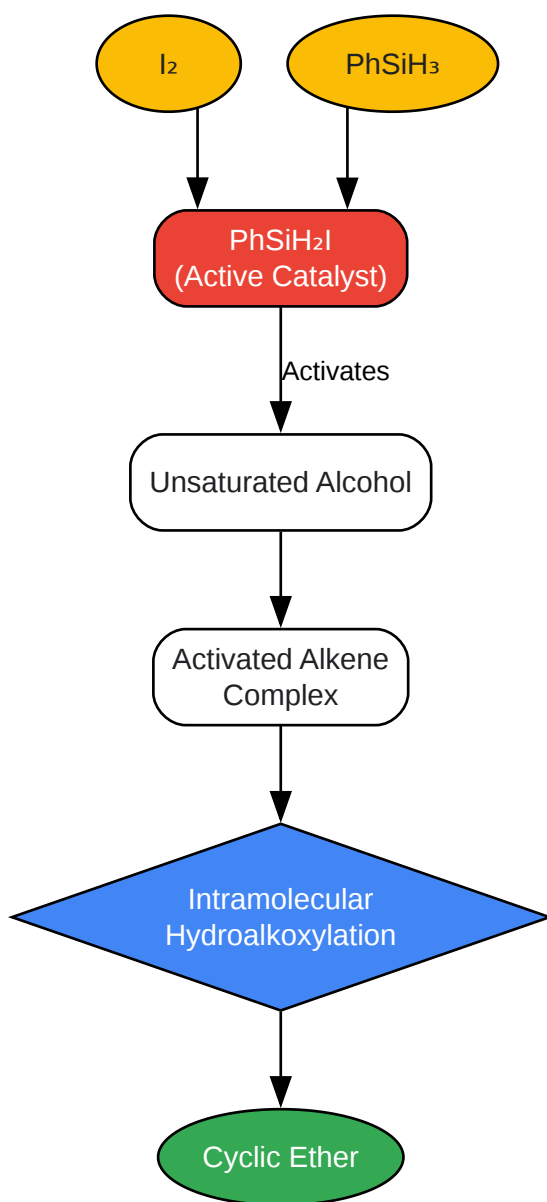 I₂
PhSiH₃
PhSiH₂I
(Active Catalyst)
Activates
Unsaturated Alcohol
Activated Alkene
Complex
Intramolecular
Hydroalkoxylation
Cyclic Ether